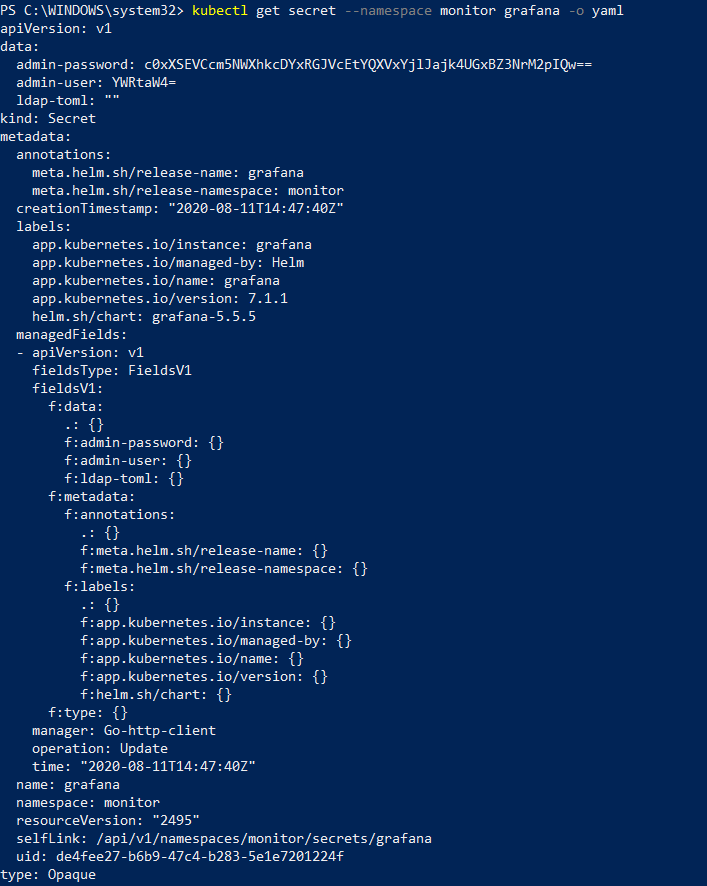 PS C:\WINDOWS\system32> kubectl get secret --namespace monitor grafana -o yaml
apiVersion: v1
data:
  admin-password: c0xXSEVCcm5NWXhkcDYxRGJVcEtYQXVxYjlJajk4UGxBZ3NrM2pIQw==
  admin-user: YWRtaW4=
  ldap-toml: ""
kind: Secret
metadata:
  annotations:
    meta.helm.sh/release-name: grafana
    meta.helm.sh/release-namespace: monitor
  creationTimestamp: "2020-08-11T14:47:40Z"
  labels:
    app.kubernetes.io/instance: grafana
    app.kubernetes.io/managed-by: Helm
    app.kubernetes.io/name: grafana
    app.kubernetes.io/version: 7.1.1
    helm.sh/chart: grafana-5.5.5
  managedFields:
  - apiVersion: v1
    fieldsType: FieldsV1
    fieldsV1:
      f:data:
        .: {}
        f:admin-password: {}
        f:admin-user: {}
        f:ldap-toml: {}
      f:metadata:
        f:annotations:
          .: {}
          f:meta.helm.sh/release-name: {}
          f:meta.helm.sh/release-namespace: {}
        f:labels:
          .: {}
          f:app.kubernetes.io/instance: {}
          f:app.kubernetes.io/managed-by: {}
          f:app.kubernetes.io/name: {}
          f:app.kubernetes.io/version: {}
          f:helm.sh/chart: {}
      f:type: {}
    manager: Go-http-client
    operation: Update
    time: "2020-08-11T14:47:40Z"
  name: grafana
  namespace: monitor
  resourceVersion: "2495"
  selfLink: /api/v1/namespaces/monitor/secrets/grafana
  uid: de4fee27-b6b9-47c4-b283-5e1e7201224f
type: Opaque